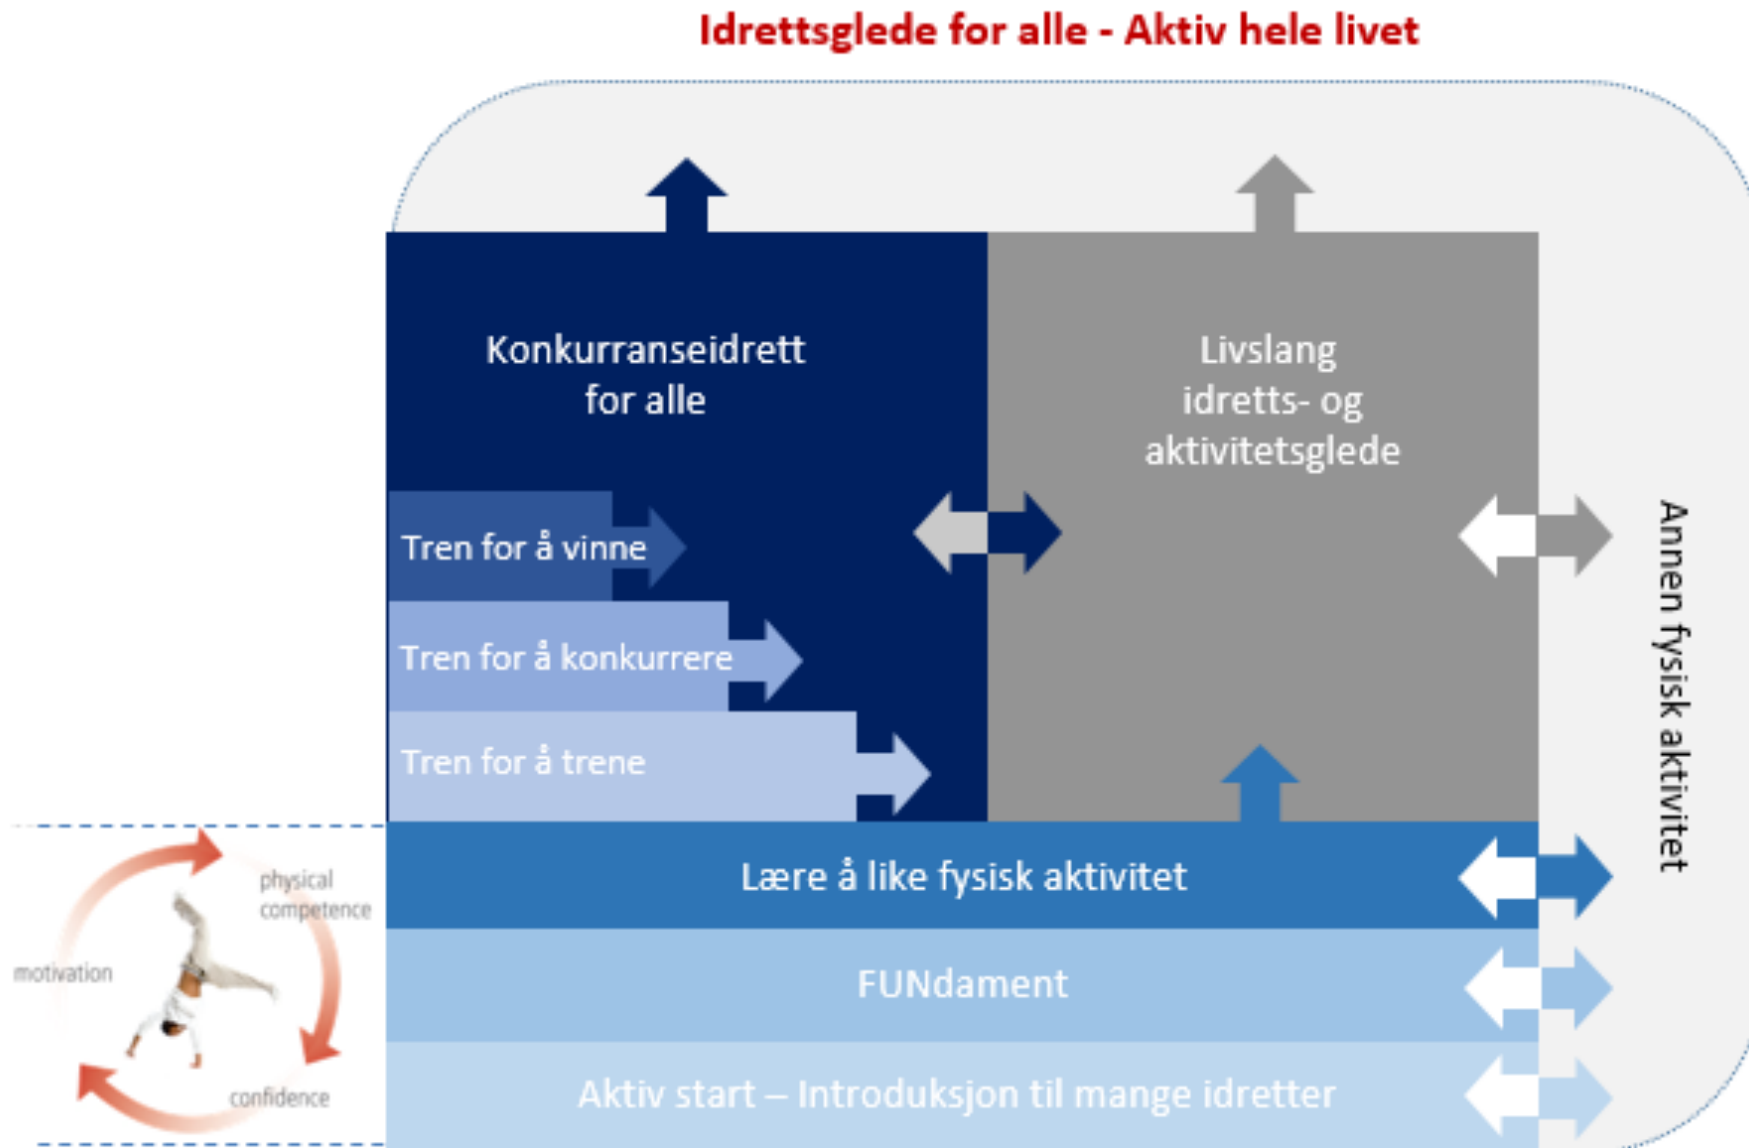 Idrettsglede for alle - Aktiv hele livet
Konkurranseidrett
for alle
Livslang
idretts- og
aktivitetsglede
Tren for å vinne
Tren for å konkurrere
Tren for å trene
Annen fysisk aktivitet
Lære å like fysisk aktivitet
FUNdament
Aktiv start – Introduksjon til mange idretter
physical
competence
motivation
confidence